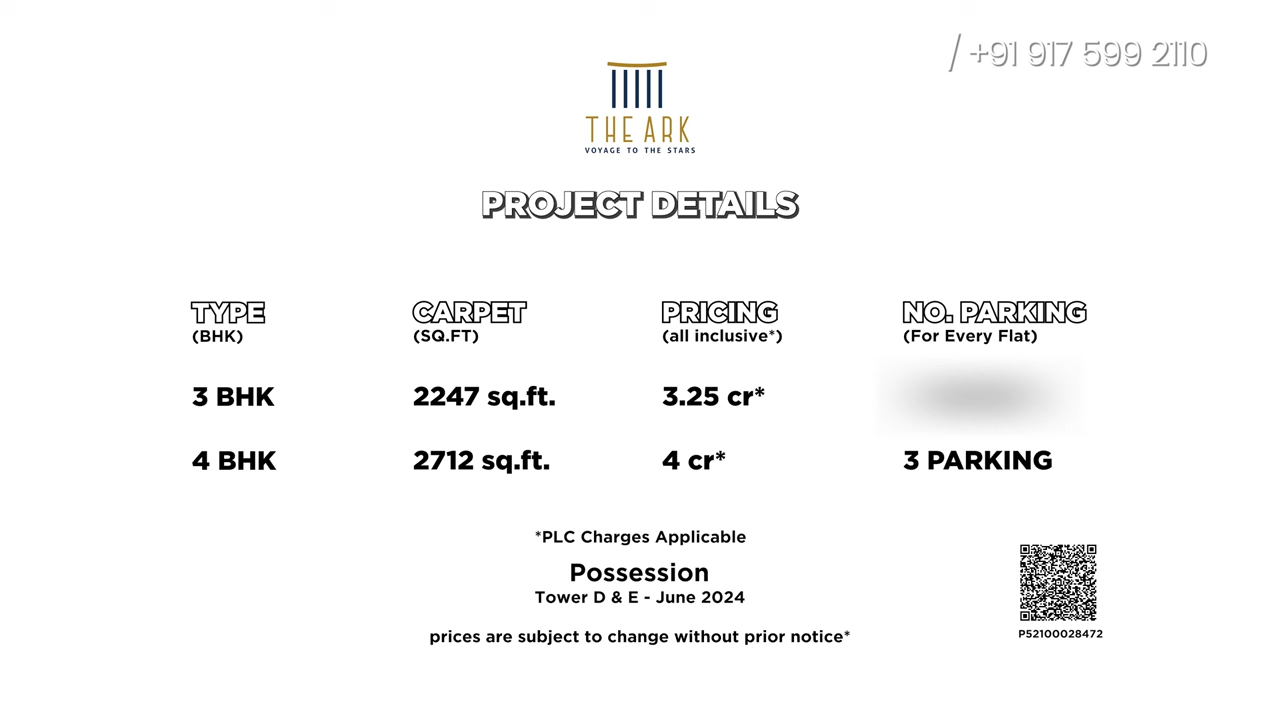 / +91 917 599 2110
THE ARK
VOYAGE TO THE STARS
PROJECT DETAILS
TYPE CARPET PRICING NO. PARKING
(BHK) (SQ.FT) (all inclusive*) (For Every Flat)
3 BHK 2247 sq.ft. 3.25 cr*
4 BHK 2712 sq.ft. 4 cr* 3 PARKING
*PLC Charges Applicable
Possession
Tower D & E - June 2024
P52100028472
prices are subject to change without prior notice*